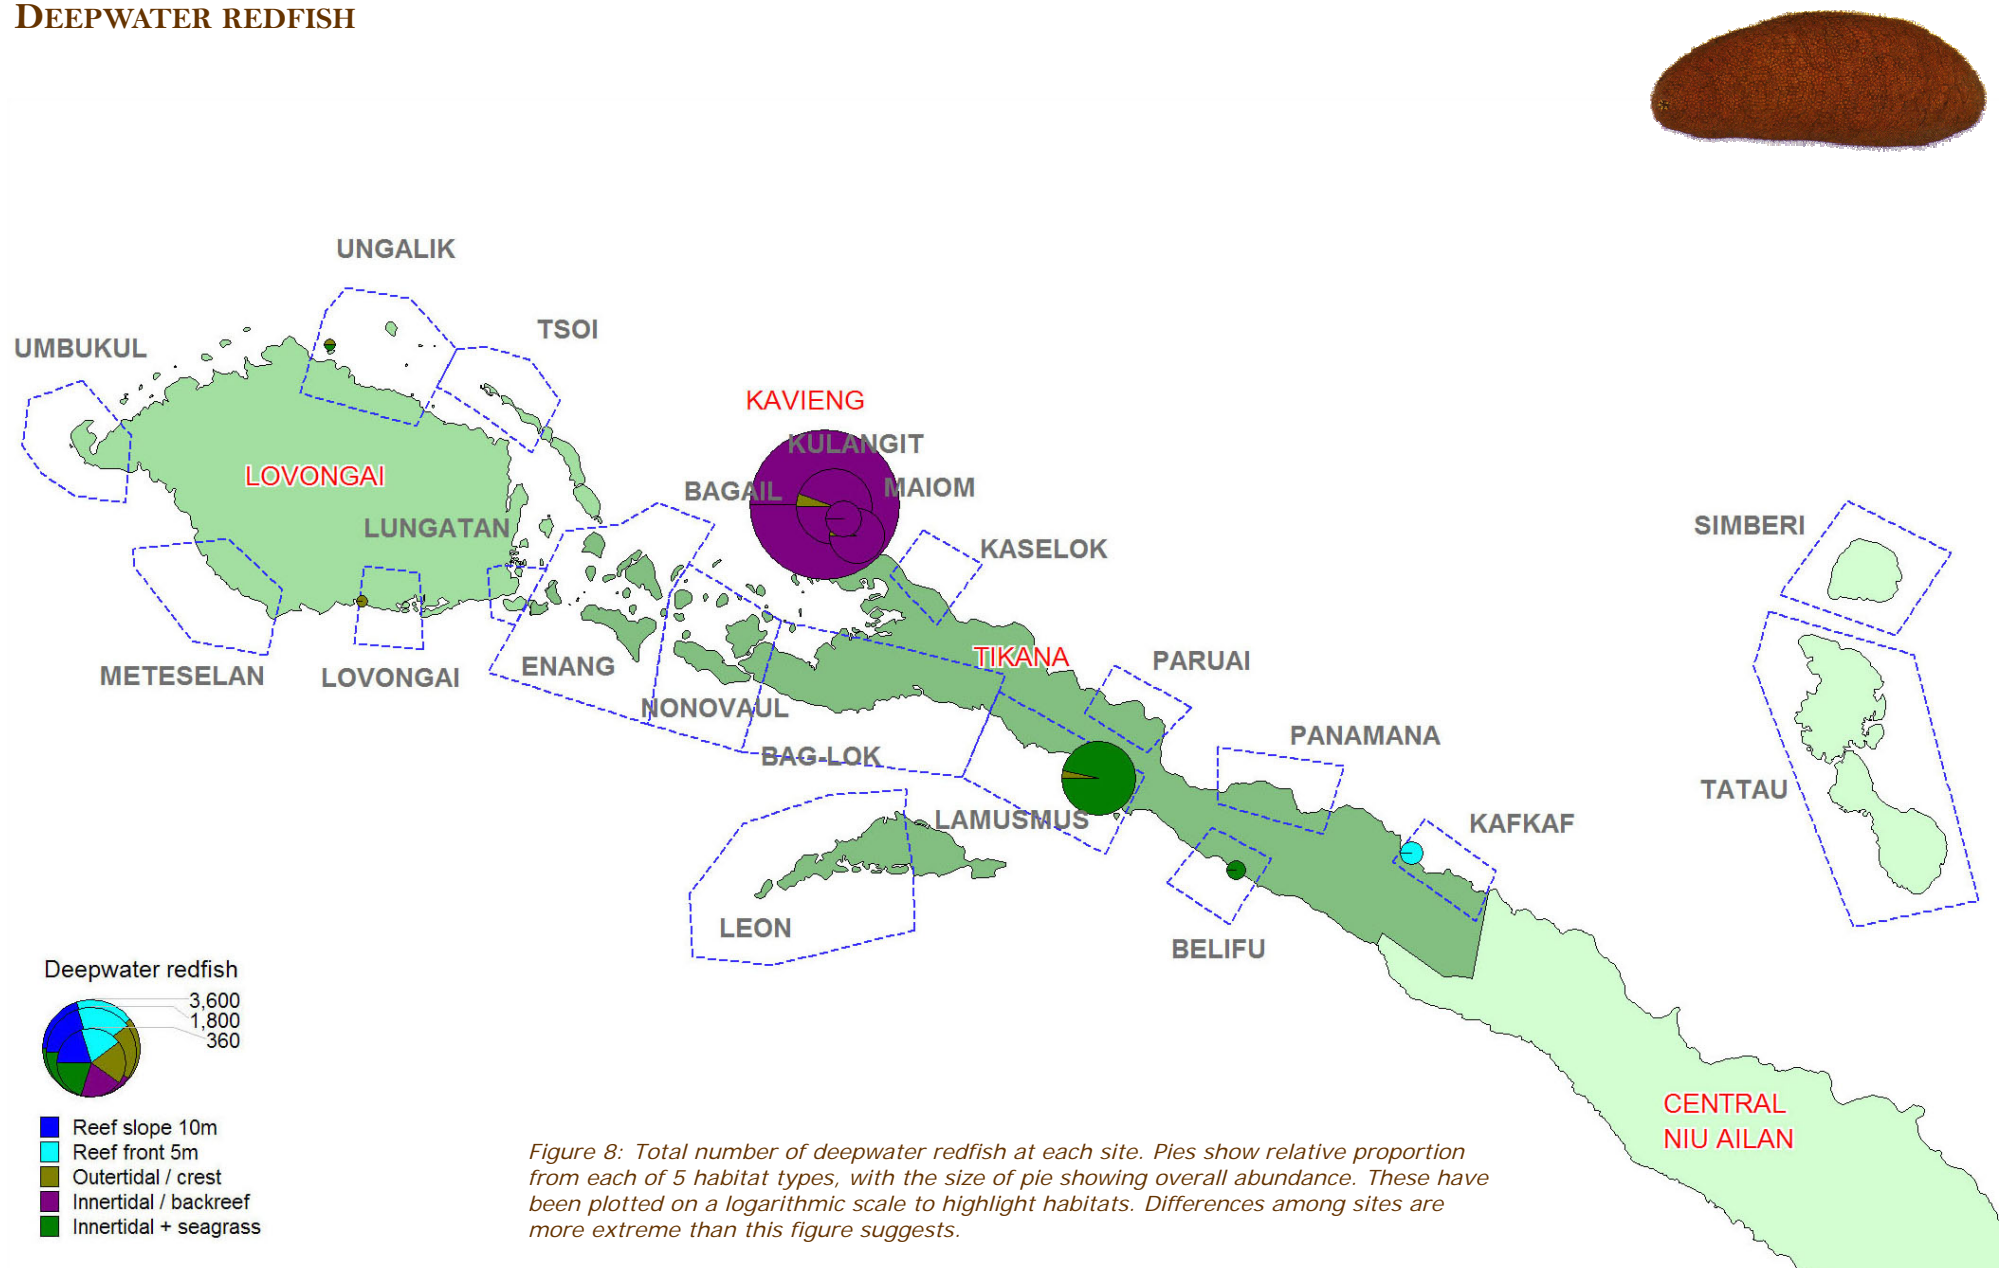 DEEPWATER REDFISH
UNGALIK
TSOI
UMBUKUL
KAVIENG
KULANGIT
LOVONGAI
BAGAIL
MAIOM
LUNGATAN
SIMBERI
KASELOK
METESELAN
LOVONGAI
ENANG
TIKANA
PARUAI
NONOVAUL
PANAMANA
BAG-LOK
TATAU
LAMUSMUS
KAFKAF
LEON
BELIFU
Deepwater redfish
3,600
1,800
360
Reef slope 10m
Reef front 5m
Outertidal / crest
Innertidal / backreef
Innertidal + seagrass
CENTRAL
NIU AILAN
Figure 8: Total number of deepwater redfish at each site. Pies show relative proportion
from each of 5 habitat types, with the size of pie showing overall abundance. These have
been plotted on a logarithmic scale to highlight habitats. Differences among sites are
more extreme than this figure suggests.